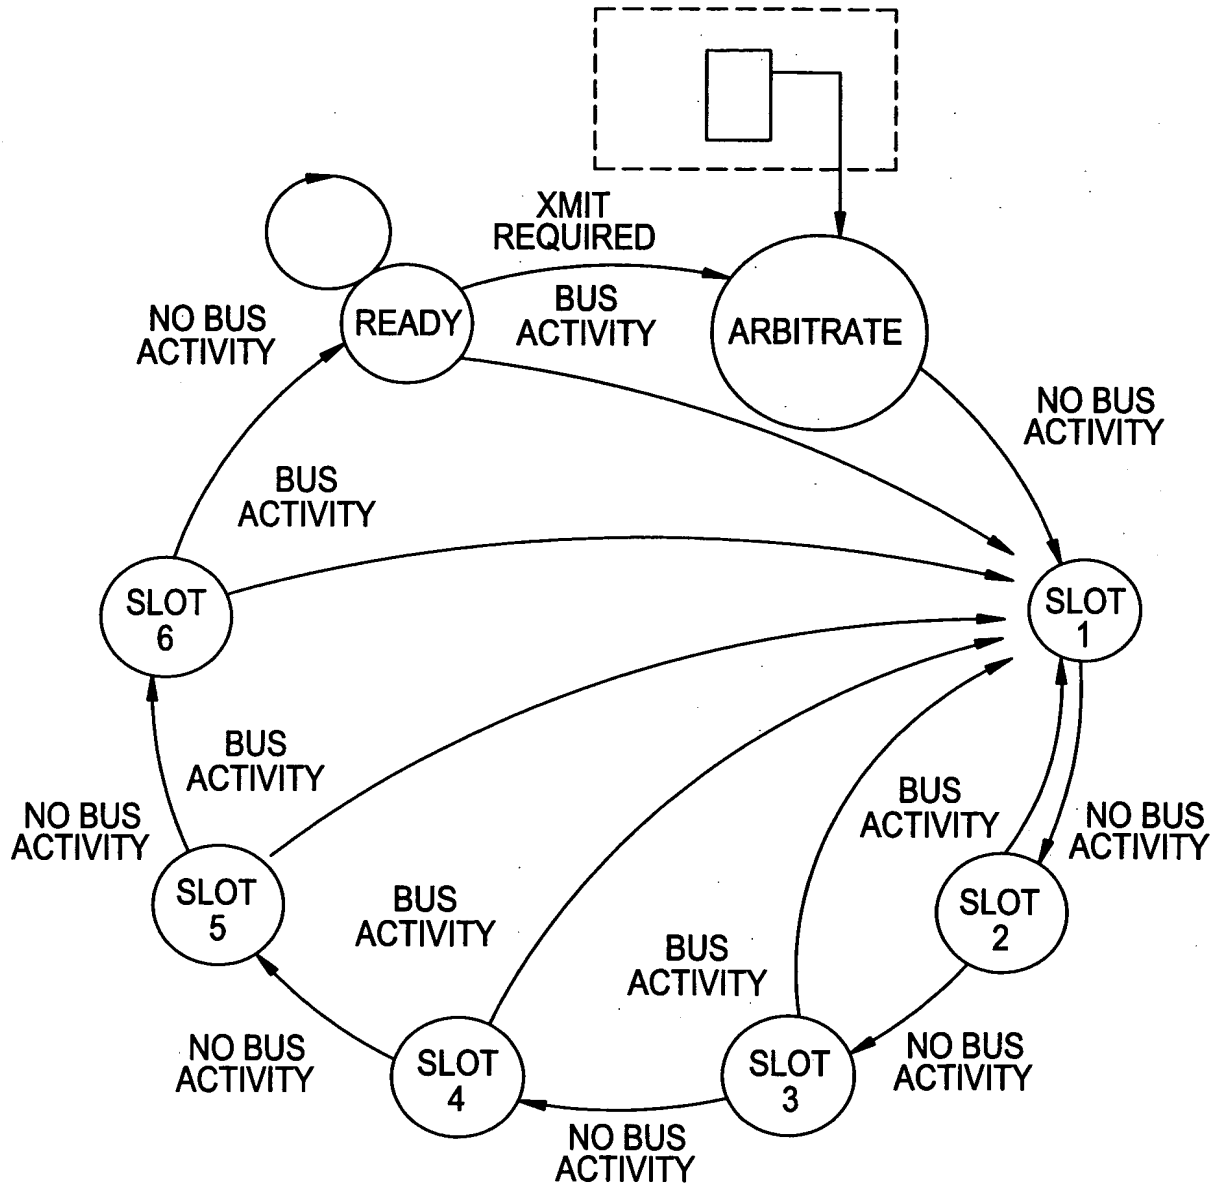 XMIT
REQUIRED
BUS
ACTIVITY
NO BUS
ACTIVITY
READY
ARBITRATE
NO BUS
ACTIVITY
BUS
ACTIVITY
SLOT
6
SLOT
1
BUS
ACTIVITY
NO BUS
ACTIVITY
BUS
ACTIVITY
NO BUS
ACTIVITY
SLOT
5
BUS
ACTIVITY
SLOT
2
BUS
ACTIVITY
NO BUS
ACTIVITY
SLOT
4
SLOT
3
NO BUS
ACTIVITY
NO BUS
ACTIVITY